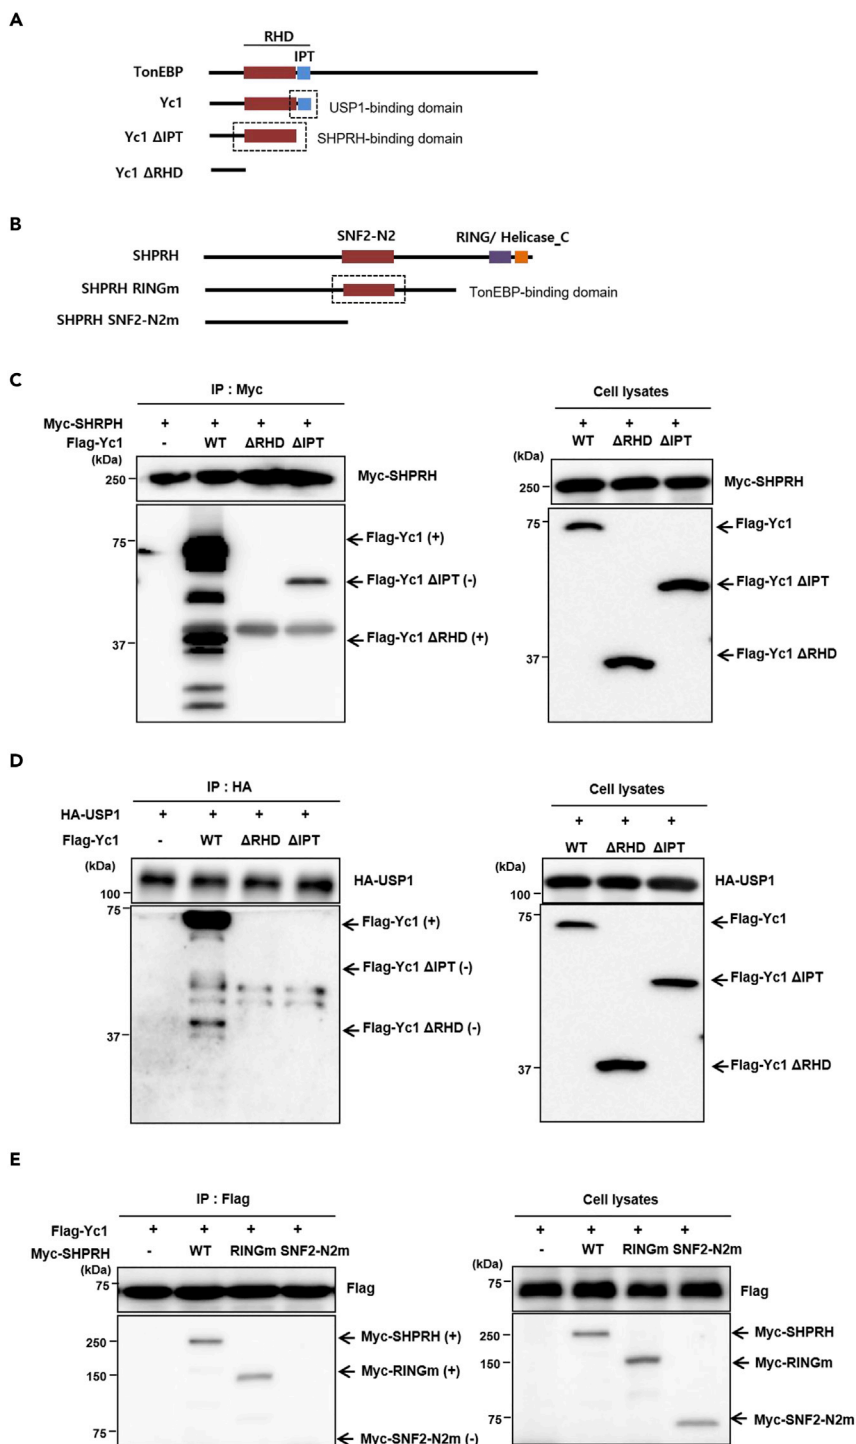 A
RHD
IPT
TonEBP
Yc1
USP1-binding domain
Yc1 ΔIPT
SHPRH-binding domain
Yc1 ΔRHD
B
SNF2-N2 RING/ Helicase_C
SHPRH
SHPRH RINGm
TonEBP-binding domain
SHPRH SNF2-N2m
C
IP : Myc
Myc-SHRPH + + + +
Flag-Yc1 - WT ΔRHD ΔIPT
(kDa)
250
Myc-SHPRH
75
Flag-Yc1 (+)
Flag-Yc1 ΔIPT (-)
37
Flag-Yc1 ΔRHD (+)
Cell lysates
+ + +
WT ΔRHD ΔIPT
(kDa)
250
Myc-SHPRH
75
Flag-Yc1
Flag-Yc1 ΔIPT
37
Flag-Yc1 ΔRHD
D
IP : HA
HA-USP1 + + + +
Flag-Yc1 - WT ΔRHD ΔIPT
(kDa)
HA-USP1
100
75
Flag-Yc1 (+)
Flag-Yc1 ΔIPT (-)
37
Flag-Yc1 ΔRHD (-)
Cell lysates
+ + +
WT ΔRHD ΔIPT
(kDa)
HA-USP1
100
75
Flag-Yc1
Flag-Yc1 ΔIPT
37
Flag-Yc1 ΔRHD
E
IP : Flag
Flag-Yc1 + + + +
Myc-SHPRH - WT RINGm SNF2-N2m
(kDa)
75
Flag
250
Myc-SHPRH (+)
150
Myc-RINGm (+)
75
Myc-SNF2-N2m (-)
Cell lysates
+ + + +
- WT RINGm SNF2-N2m
(kDa)
75
Flag
250
Myc-SHPRH
150
Myc-RINGm
75
Myc-SNF2-N2m